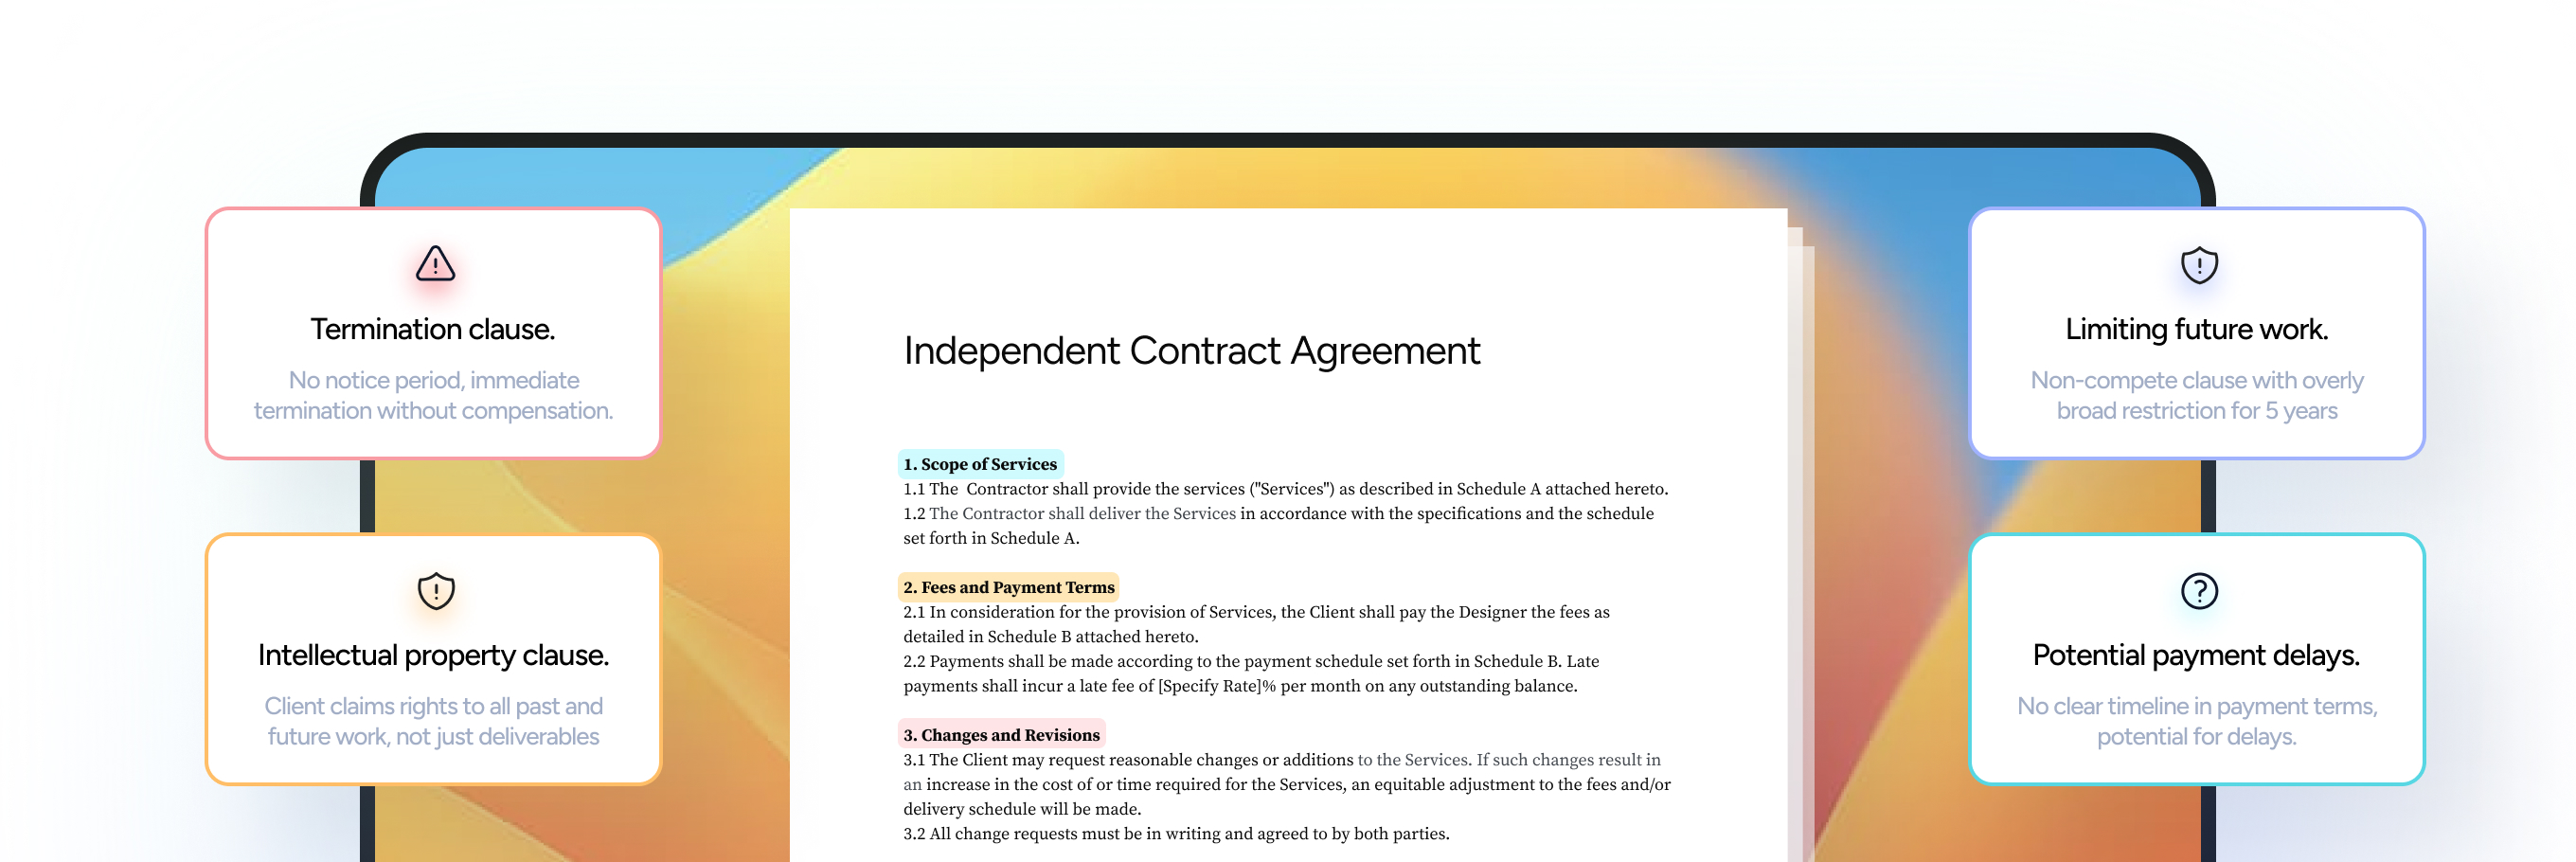 Termination clause.
No notice period, immediate
termination without compensation.
Intellectual property clause.
Client claims rights to all past and
future work, not just deliverables
Independent Contract Agreement
1. Scope of Services
1.1 The  Contractor shall provide the services ("Services") as described in Schedule A attached hereto.
1.2 The Contractor shall deliver the Services in accordance with the specifications and the schedule
set forth in Schedule A.
2. Fees and Payment Terms
2.1 In consideration for the provision of Services, the Client shall pay the Designer the fees as
detailed in Schedule B attached hereto.
2.2 Payments shall be made according to the payment schedule set forth in Schedule B. Late
payments shall incur a late fee of [Specify Rate]% per month on any outstanding balance.
3. Changes and Revisions
3.1 The Client may request reasonable changes or additions to the Services. If such changes result in
an increase in the cost of or time required for the Services, an equitable adjustment to the fees and/or
delivery schedule will be made.
3.2 All change requests must be in writing and agreed to by both parties.
Limiting future work.
Non-compete clause with overly
broad restriction for 5 years
Potential payment delays.
No clear timeline in payment terms,
potential for delays.